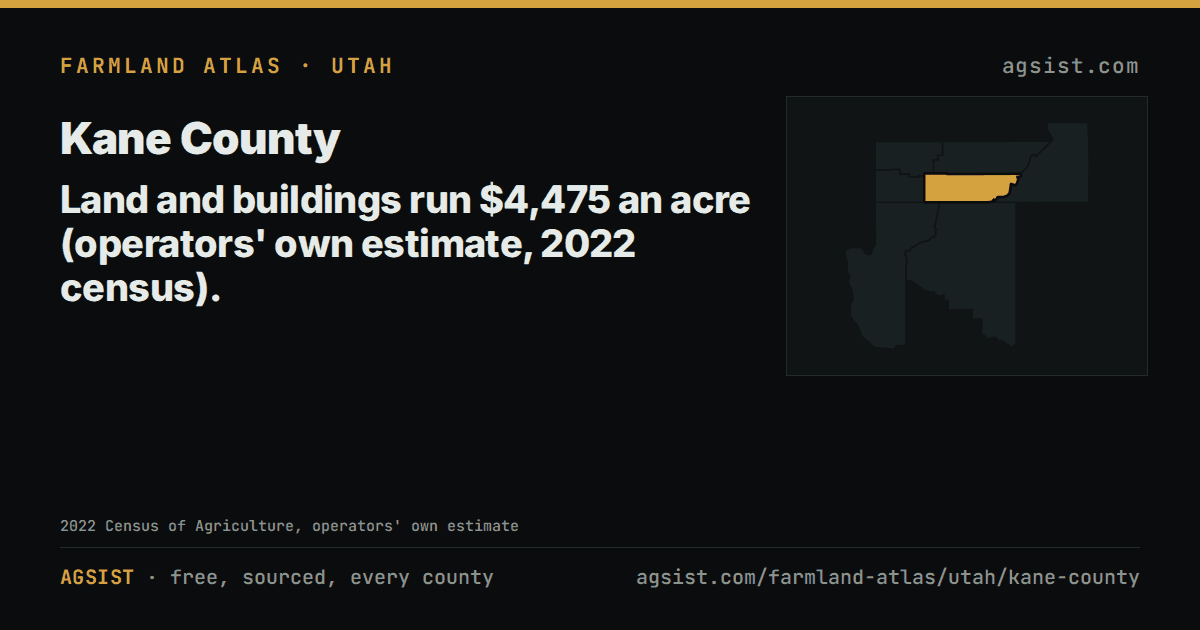 FARMLAND ATLAS · UTAH
agsist.com
Kane County
Land and buildings run $4,475 an acre
(operators' own estimate, 2022
census).
2022 Census of Agriculture, operators' own estimate
AGSIST · free, sourced, every county
agsist.com/farmland-atlas/utah/kane-county